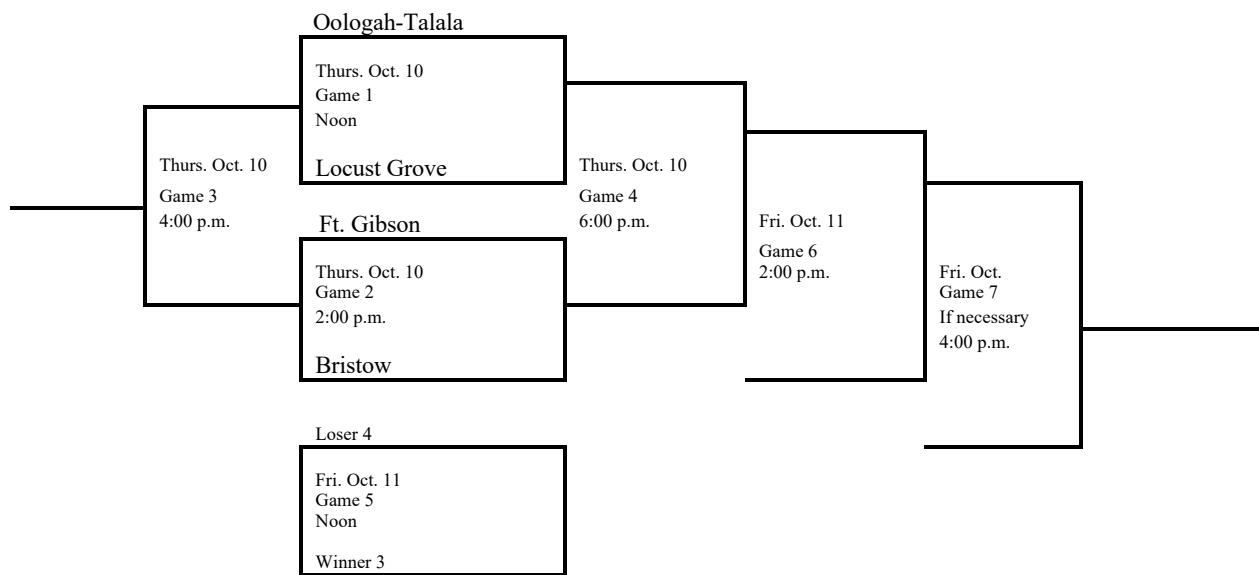 Oologah-Talala
Thurs. Oct. 10
Game 1
Noon
Locust Grove
Thurs. Oct. 10
Game 3
4:00 p.m.
Thurs. Oct. 10
Game 4
6:00 p.m.
Ft. Gibson
Thurs. Oct. 10
Game 2
2:00 p.m.
Bristow
Fri. Oct. 11
Game 6
2:00 p.m.
Fri. Oct.
Game 7
If necessary
4:00 p.m.
Loser 4
Fri. Oct. 11
Game 5
Noon
Winner 3